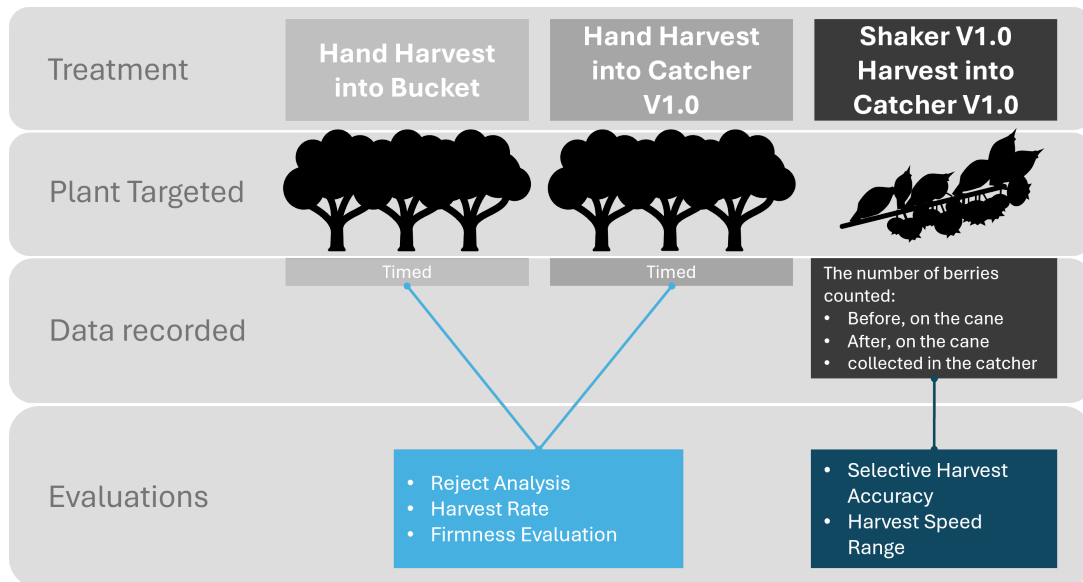 Treatment
Hand Harvest
into Bucket
Hand Harvest
into Catcher
V1.0
Shaker V1.0
Harvest into
Catcher V1.0
Plant Targeted
Data recorded
Timed
Timed
The number of berries
counted:
• Before, on the cane
• After, on the cane
• collected in the catcher
Evaluations
• Reject Analysis
• Harvest Rate
• Firmness Evaluation
• Selective Harvest
Accuracy
• Harvest Speed
Range